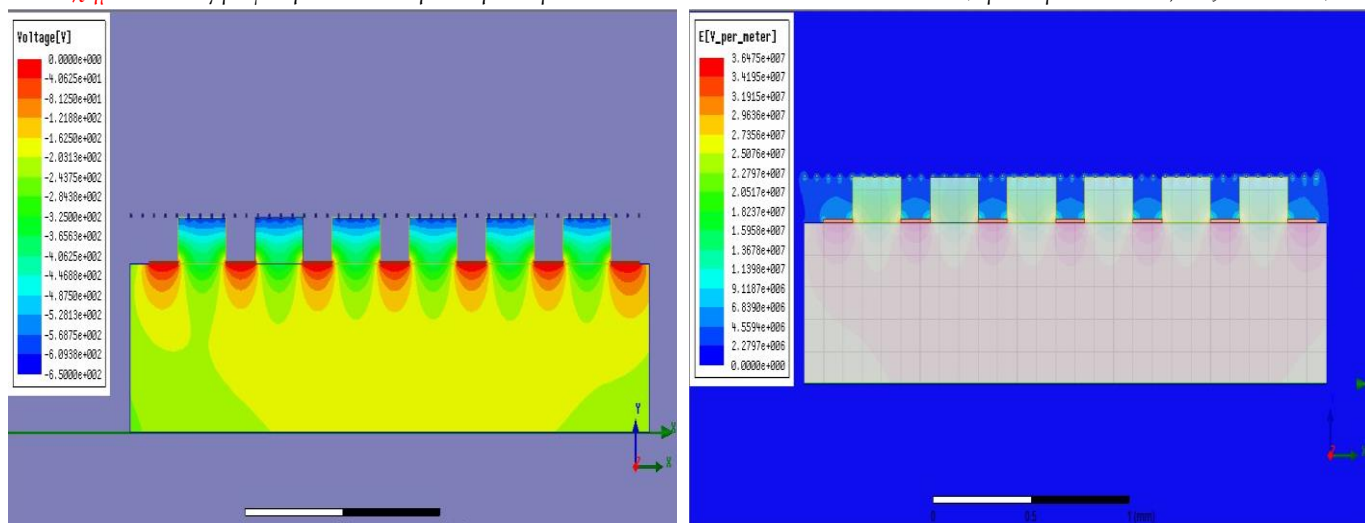 Voltage[V]
0.0000e+000
-4.0625e+001
-8.1250e+001
-1.2188e+002
-1.6250e+002
-2.0313e+002
-2.4375e+002
-2.8438e+002
-3.2500e+002
-3.6563e+002
-4.0625e+002
-4.4688e+002
-4.8750e+002
-5.2813e+002
-5.6875e+002
-6.0938e+002
-6.5000e+002
Y
E[V_per_meter]
3.6475e+007
3.4195e+007
3.1915e+007
2.9636e+007
2.7356e+007
2.5076e+007
2.2797e+007
2.0517e+007
1.8237e+007
1.5958e+007
1.3678e+007
1.1398e+007
9.1187e+006
6.8390e+006
4.5594e+006
2.2797e+006
0.0000e+000
0 0.5 1 (mm)